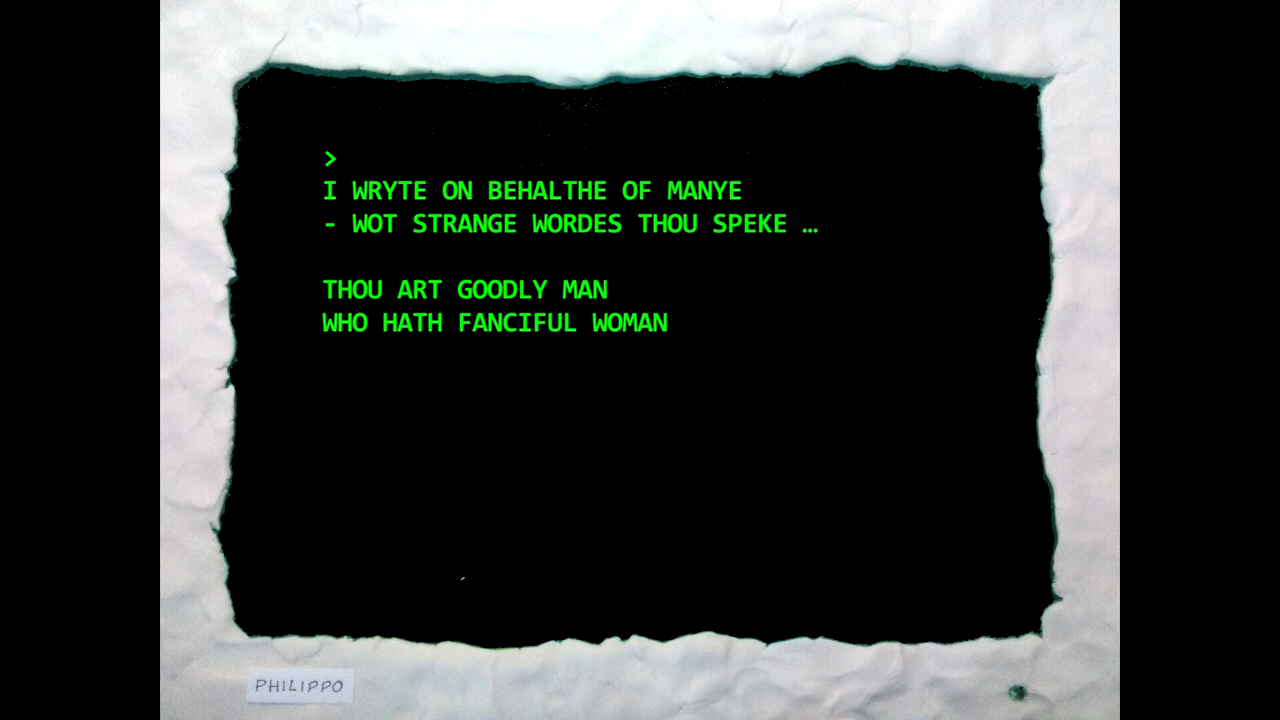 >
I WRYTE ON BEHALTHE OF MANYE
- WOT STRANGE WORDES THOU SPEKE …
THOU ART GOODLY MAN
WHO HATH FANCIFUL WOMAN
PHILIPPO